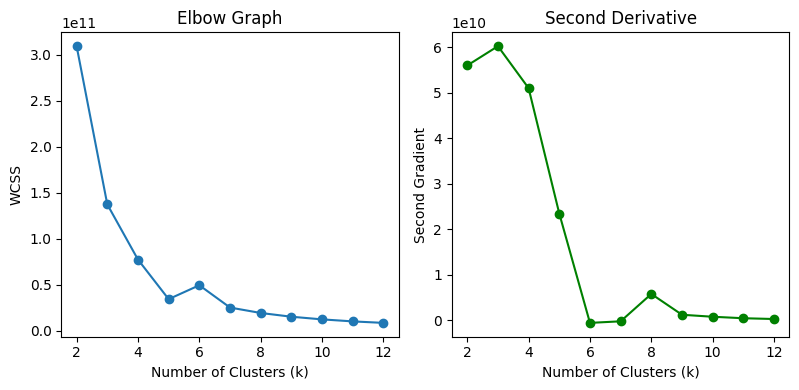 Elbow Graph
1e11
3.0
2.5
2.0
1.5
1.0
0.5
0.0
WCSS
2 4 6 8 10 12
Number of Clusters (k)
Second Derivative
1e10
6
5
4
3
2
1
0
Second Gradient
2 4 6 8 10 12
Number of Clusters (k)